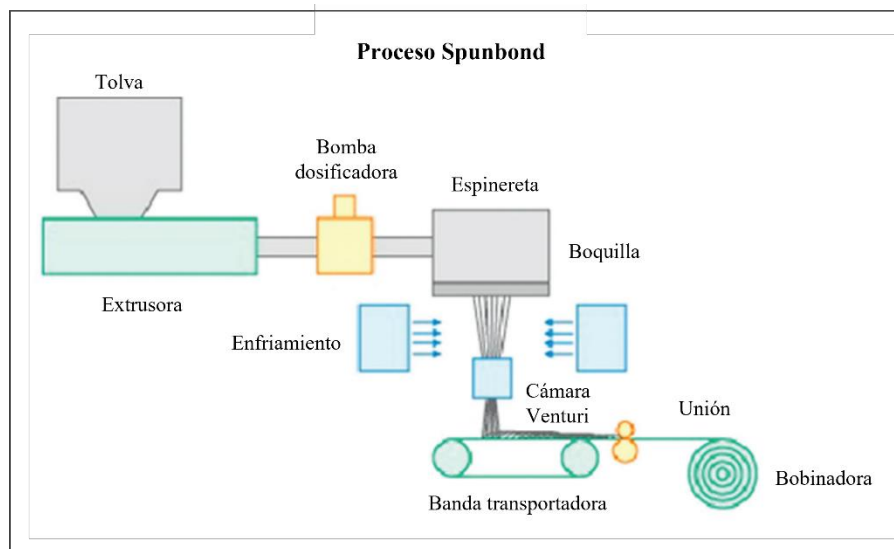 Proceso Spunbond
Tolva
Bomba
dosificadora
Espinereta
Boquilla
Extrusora
Enfriamiento
Cámara
Venturi
Unión
Banda transportadora
Bobinadora